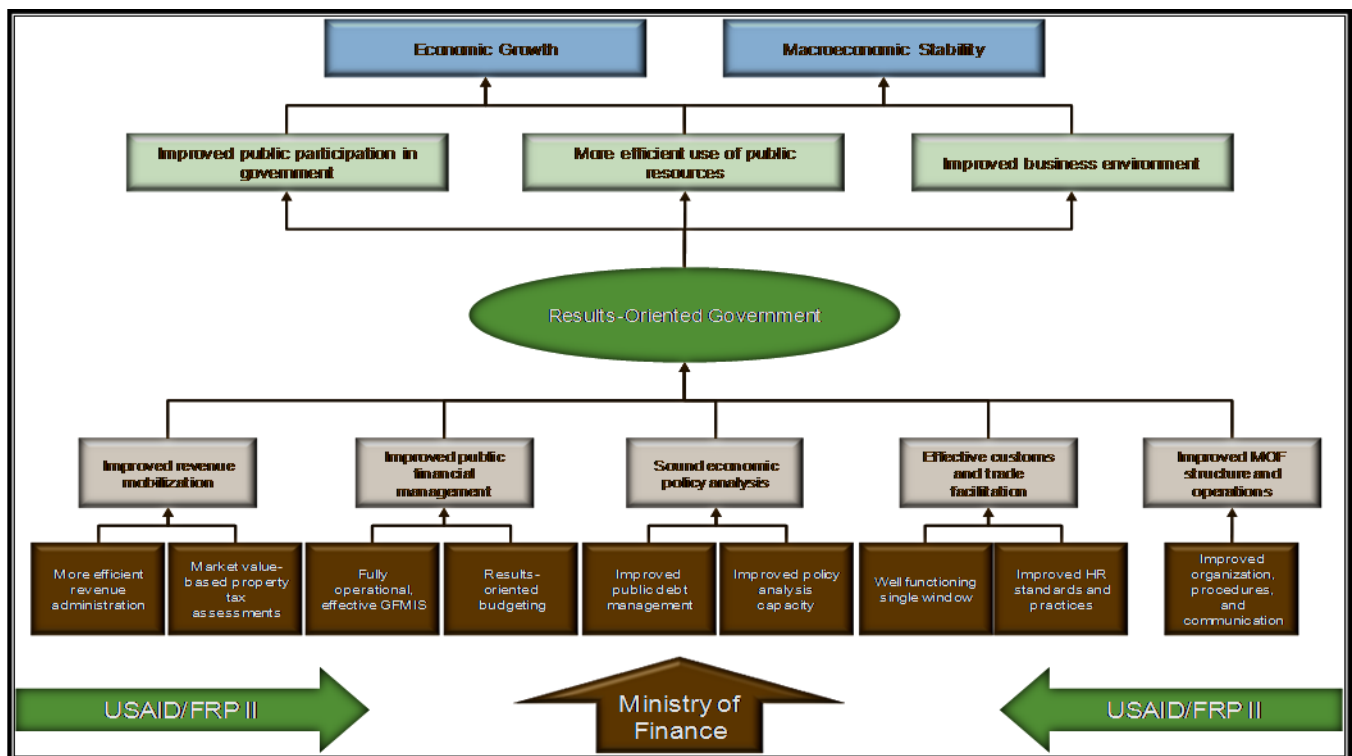 Economic Growth
Macroeconomic Stability
Improved public participation in
government
More efficient use of public
resources
Improved business environment
Results-Oriented Government
Improved revenue
mobilization
Improved public
financial
management
Sound economic
policy analysis
Effective customs
and trade
facilitation
Improved MOF
structure and
operations
More efficient
revenue
administration
Market value-
based property
tax
assessments
Fully
operational,
effective GFMIS
Results-
oriented
budgeting
Improved
public debt
management
Improved policy
analysis
capacity
Well functioning
single window
Improved HR
standards and
practices
Improved
organization,
procedures,
and
communication
USAID/FRP II
Ministry of
Finance
USAID/FRP II